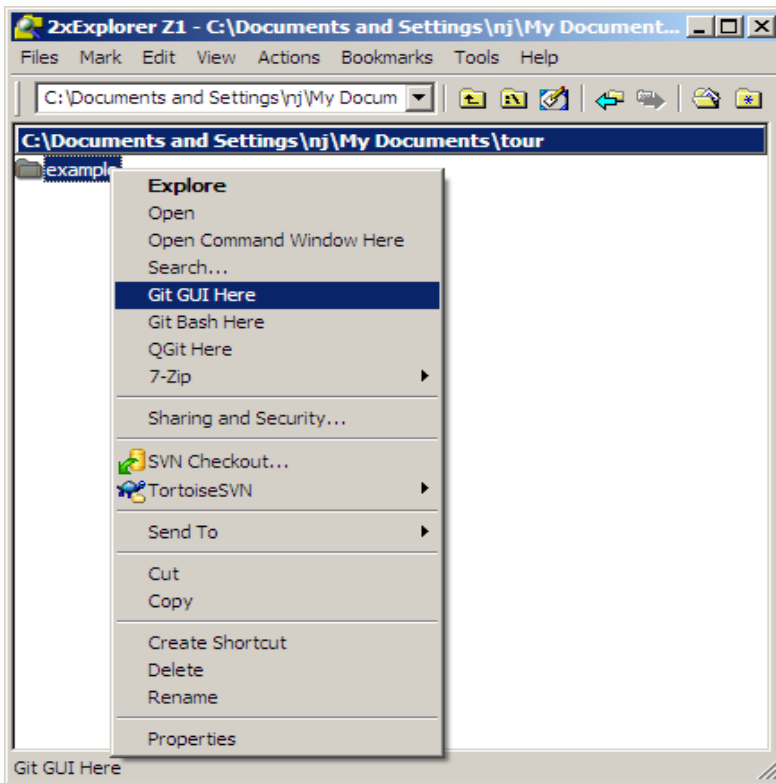 2xExplorer Z1 - C:\Documents and Settings\nj\My Document...
Files Mark Edit View Actions Bookmarks Tools Help
C:\Documents and Settings\nj\My Docum
C:\Documents and Settings\nj\My Documents\tour
example
Explore
Open
Open Command Window Here
Search...
Git GUI Here
Git Bash Here
QGit Here
7-Zip
Sharing and Security...
SVN Checkout...
TortoiseSVN
Send To
Cut
Copy
Create Shortcut
Delete
Rename
Properties
Git GUI Here